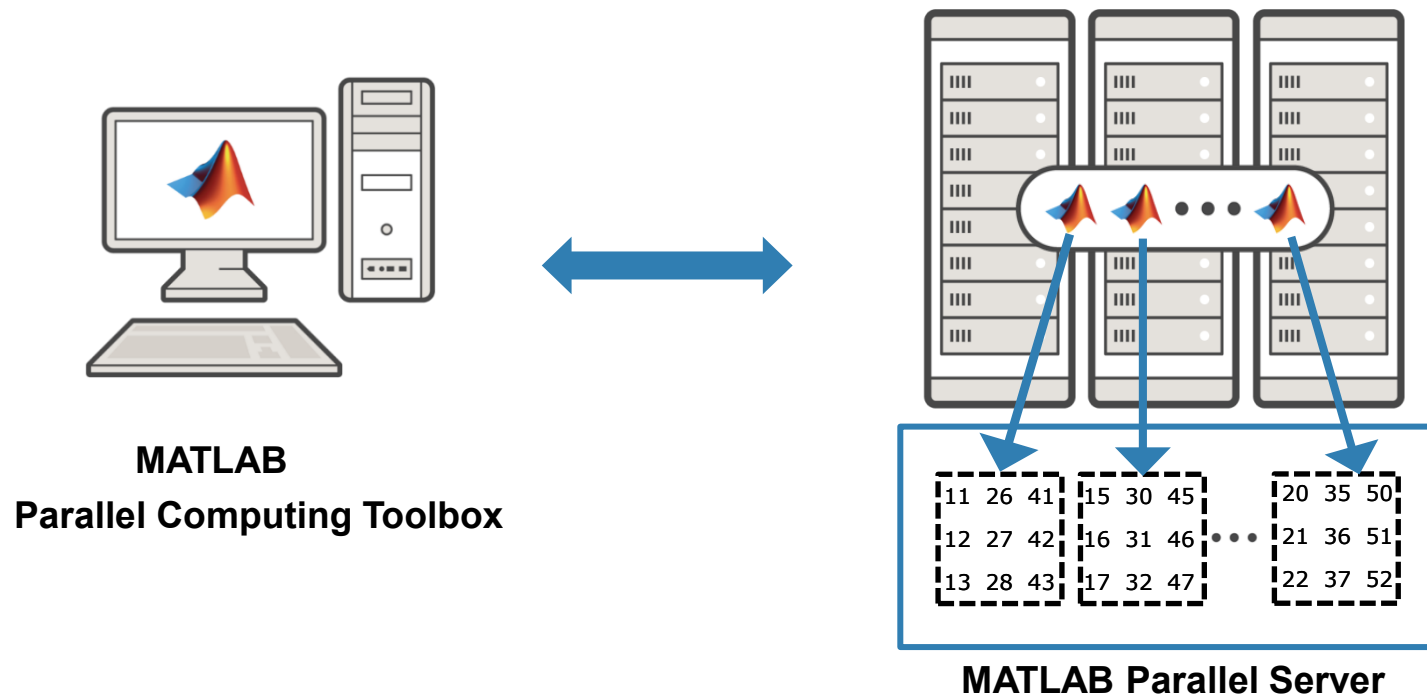 MATLAB
Parallel Computing Toolbox
11 26 41 15 30 45 20 35 50
12 27 42 16 31 46 ••• 21 36 51
13 28 43 17 32 47 22 37 52
MATLAB Parallel Server